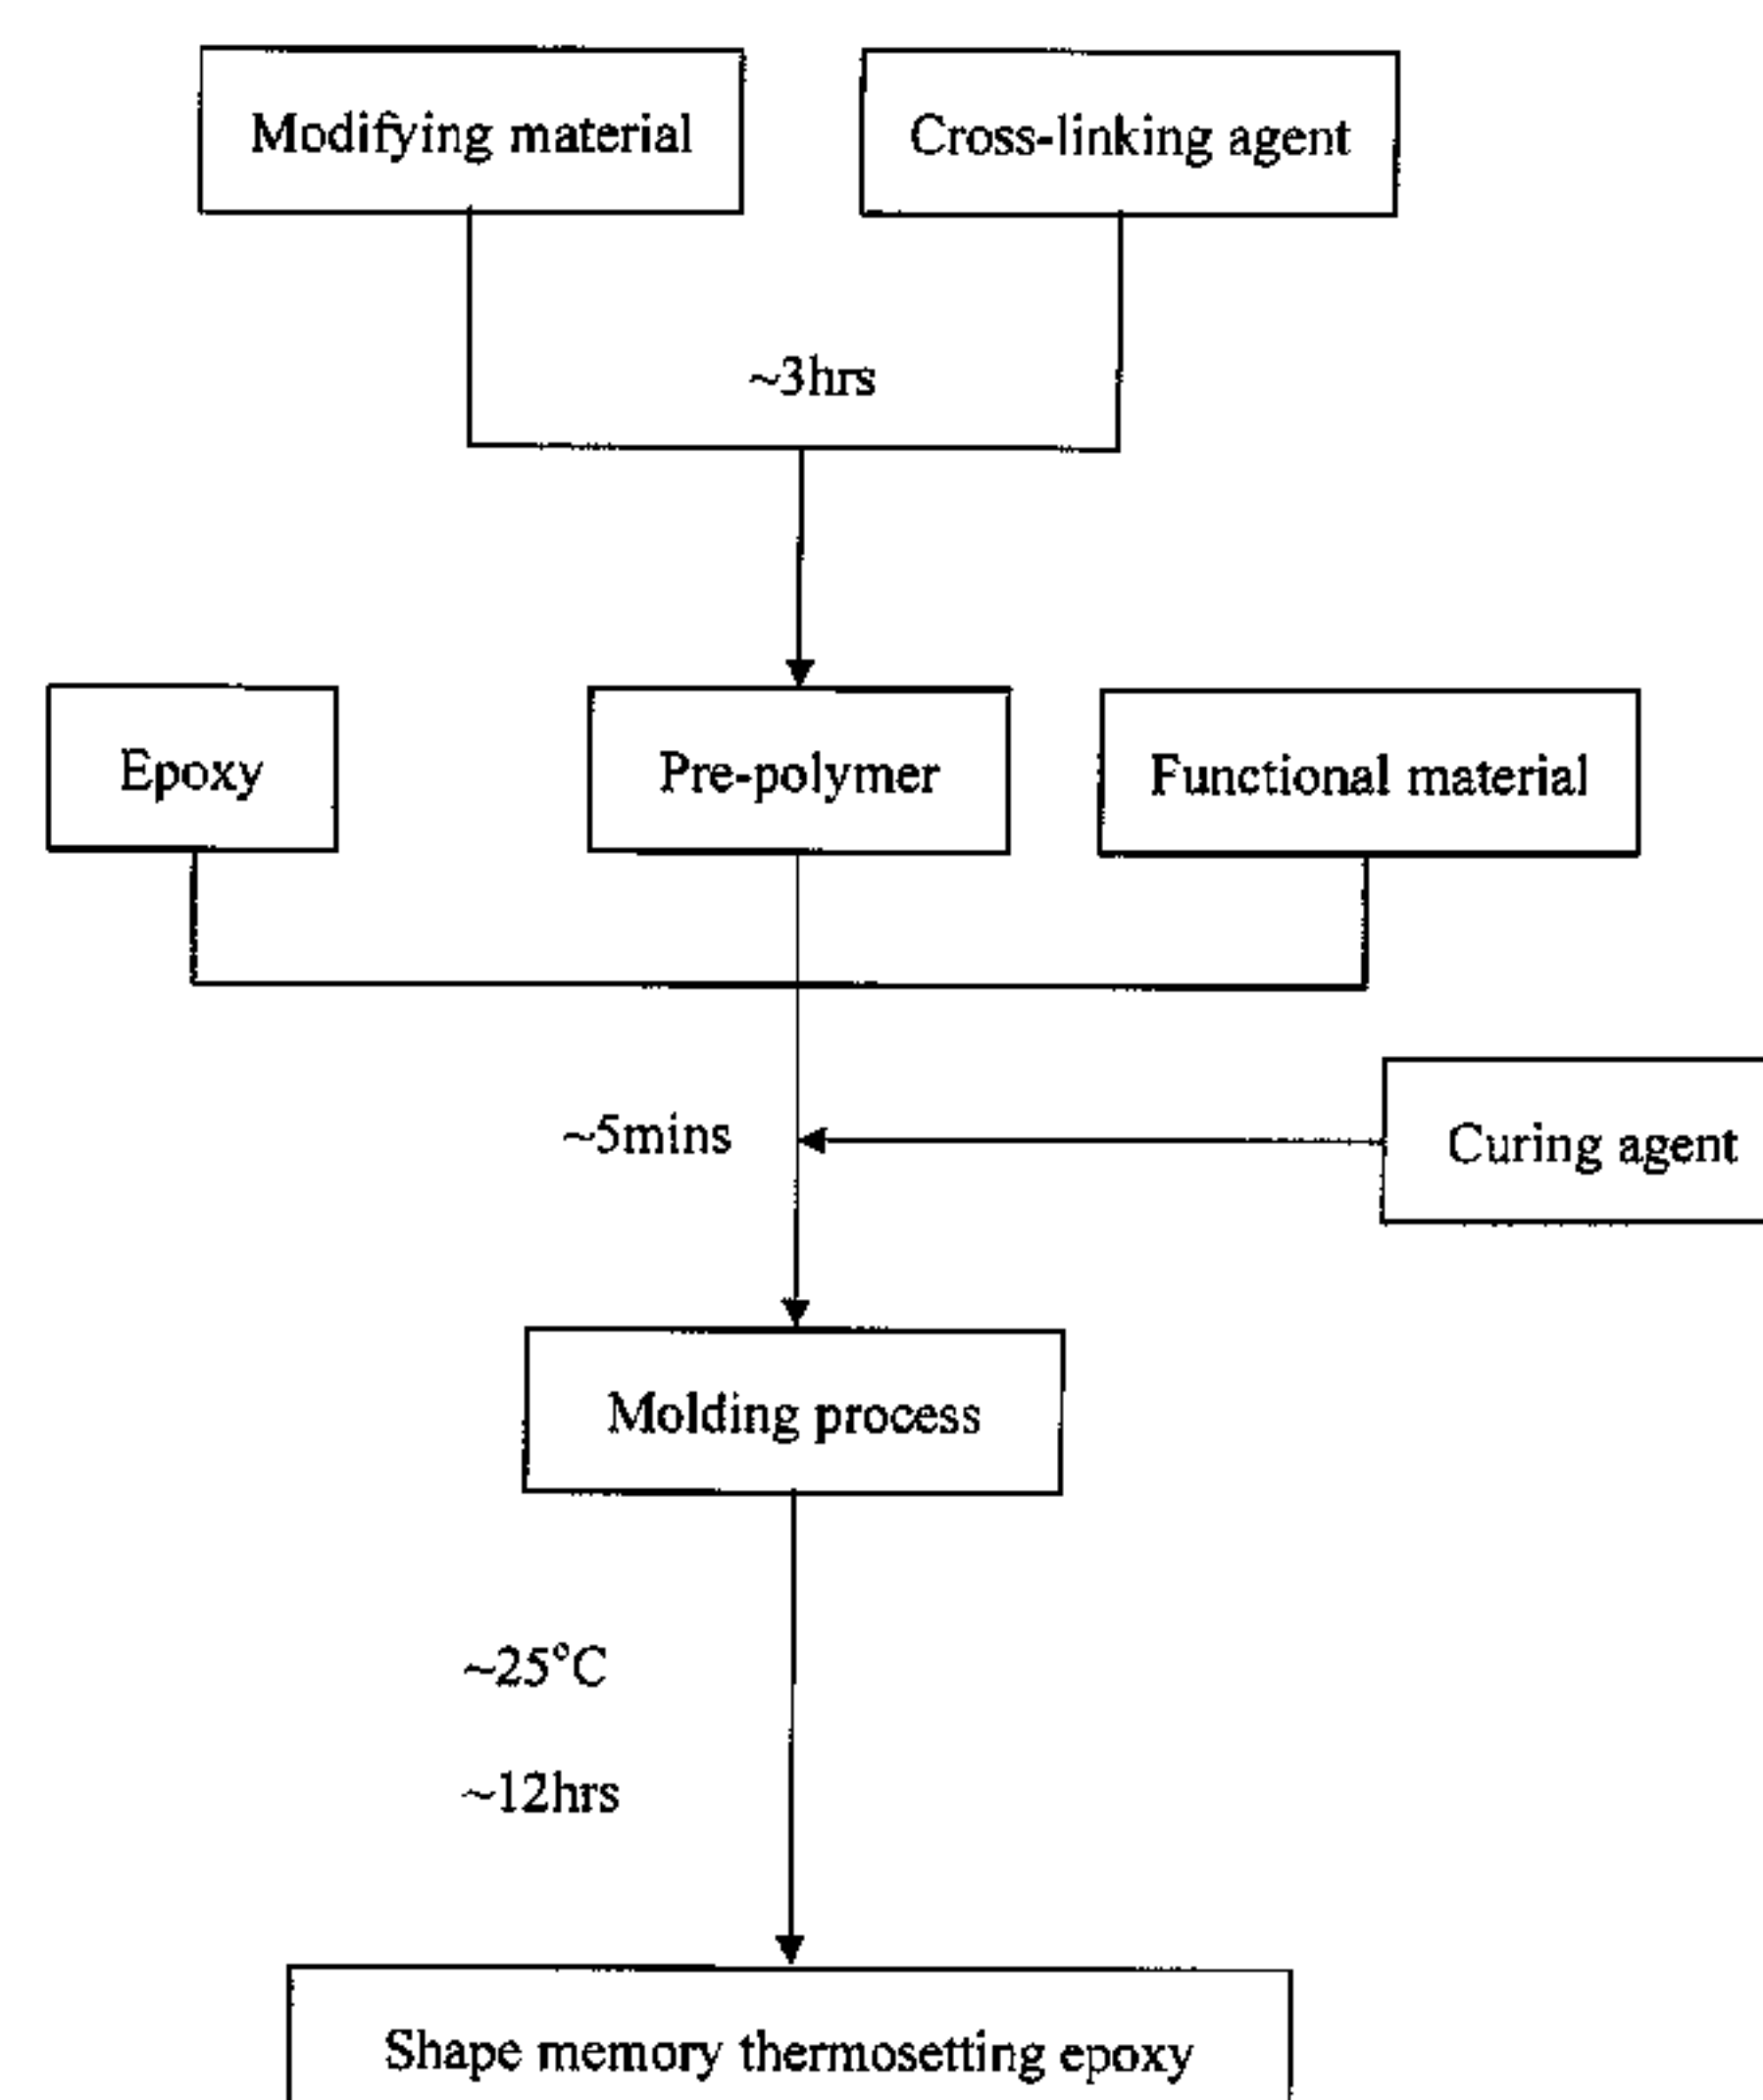 Modifying material
Cross-linking agent
~3hrs
Epoxy
Pre-polymer
Functional material
~5mins
Curing agent
Molding process
~25°C
~12hrs
Shape memory thermosetting epoxy